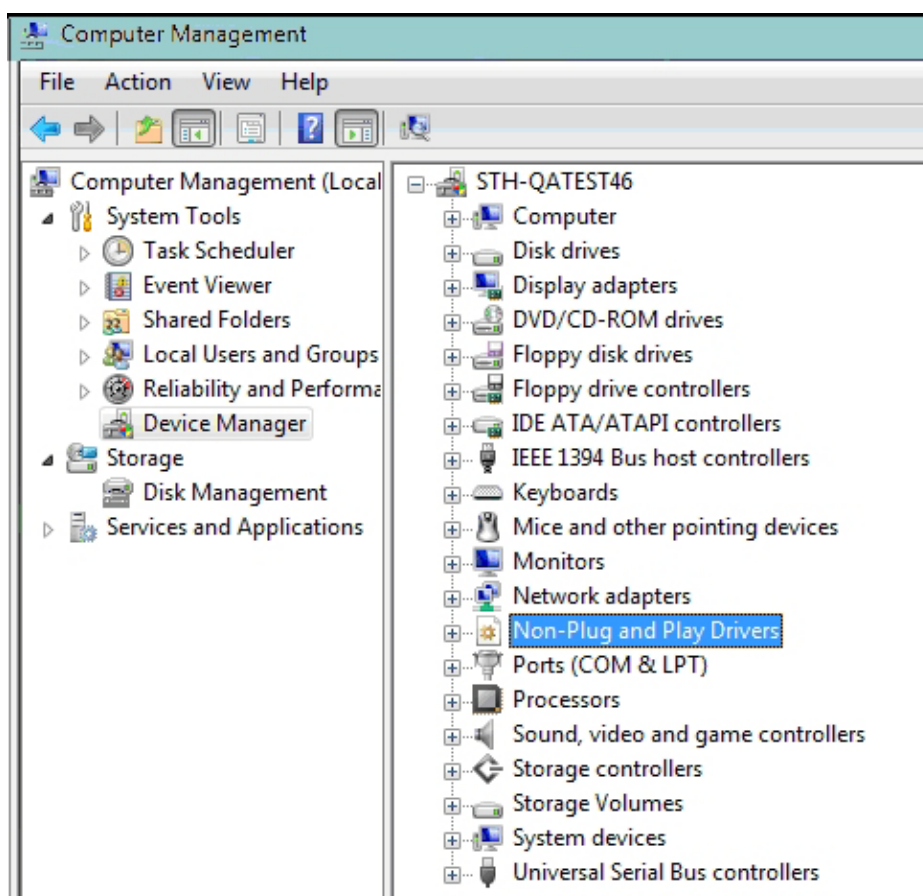 Computer Management
File Action View Help
Computer Management (Local
System Tools
Task Scheduler
Event Viewer
Shared Folders
Local Users and Groups
Reliability and Performa
Device Manager
Storage
Disk Management
Services and Applications
STH-QATEST46
Computer
Disk drives
Display adapters
DVD/CD-ROM drives
Floppy disk drives
Floppy drive controllers
IDE ATA/ATAPI controllers
IEEE 1394 Bus host controllers
Keyboards
Mice and other pointing devices
Monitors
Network adapters
Non-Plug and Play Drivers
Ports (COM & LPT)
Processors
Sound, video and game controllers
Storage controllers
Storage Volumes
System devices
Universal Serial Bus controllers